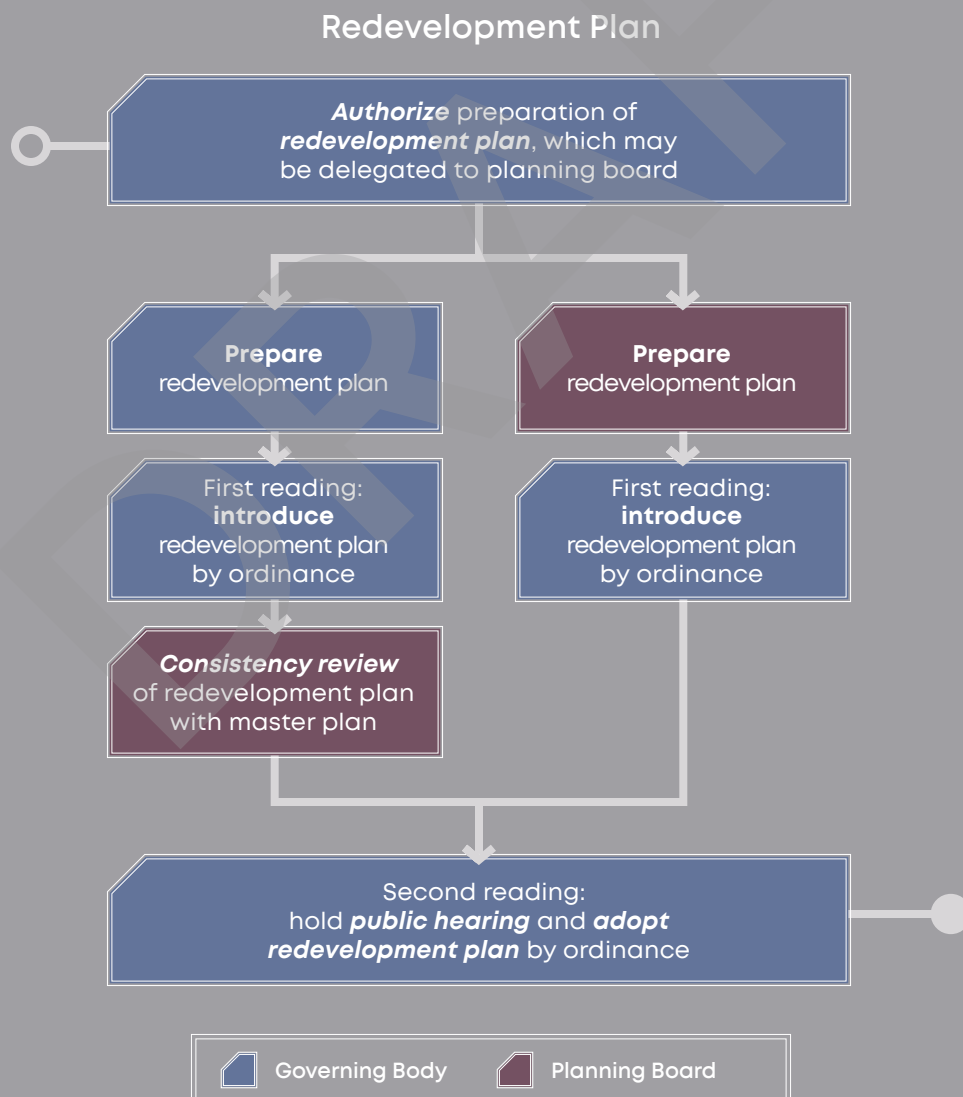 Redevelopment Plan
Authorize preparation of
redevelopment plan, which may
be delegated to planning board
Prepare
redevelopment plan
Prepare
redevelopment plan
First reading:
introduce
redevelopment plan
by ordinance
First reading:
introduce
redevelopment plan
by ordinance
Consistency review
of redevelopment plan
with master plan
Second reading:
hold public hearing and adopt
redevelopment plan by ordinance
Governing Body
Planning Board
DRAF